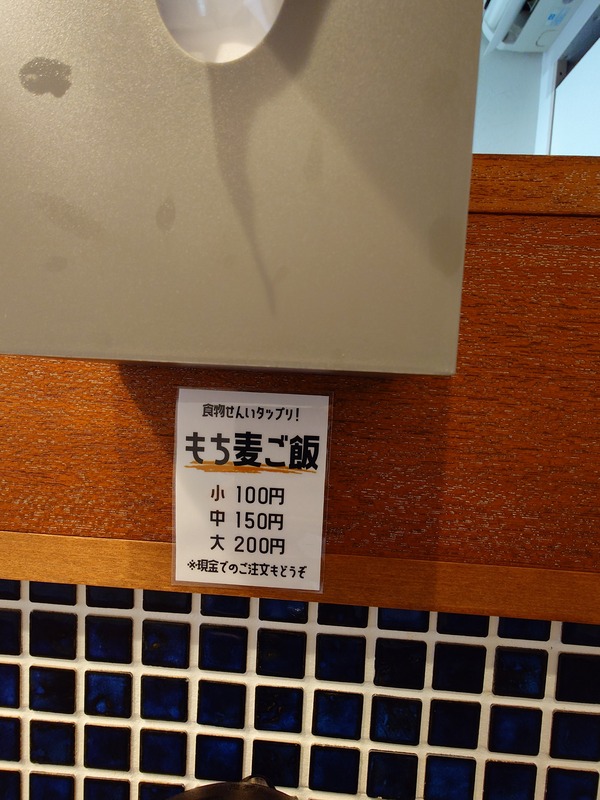 食物せんいタップリ!
もち麦ご飯
小 100円
中 150円
大 200円
※現金でのご注文もどうぞ